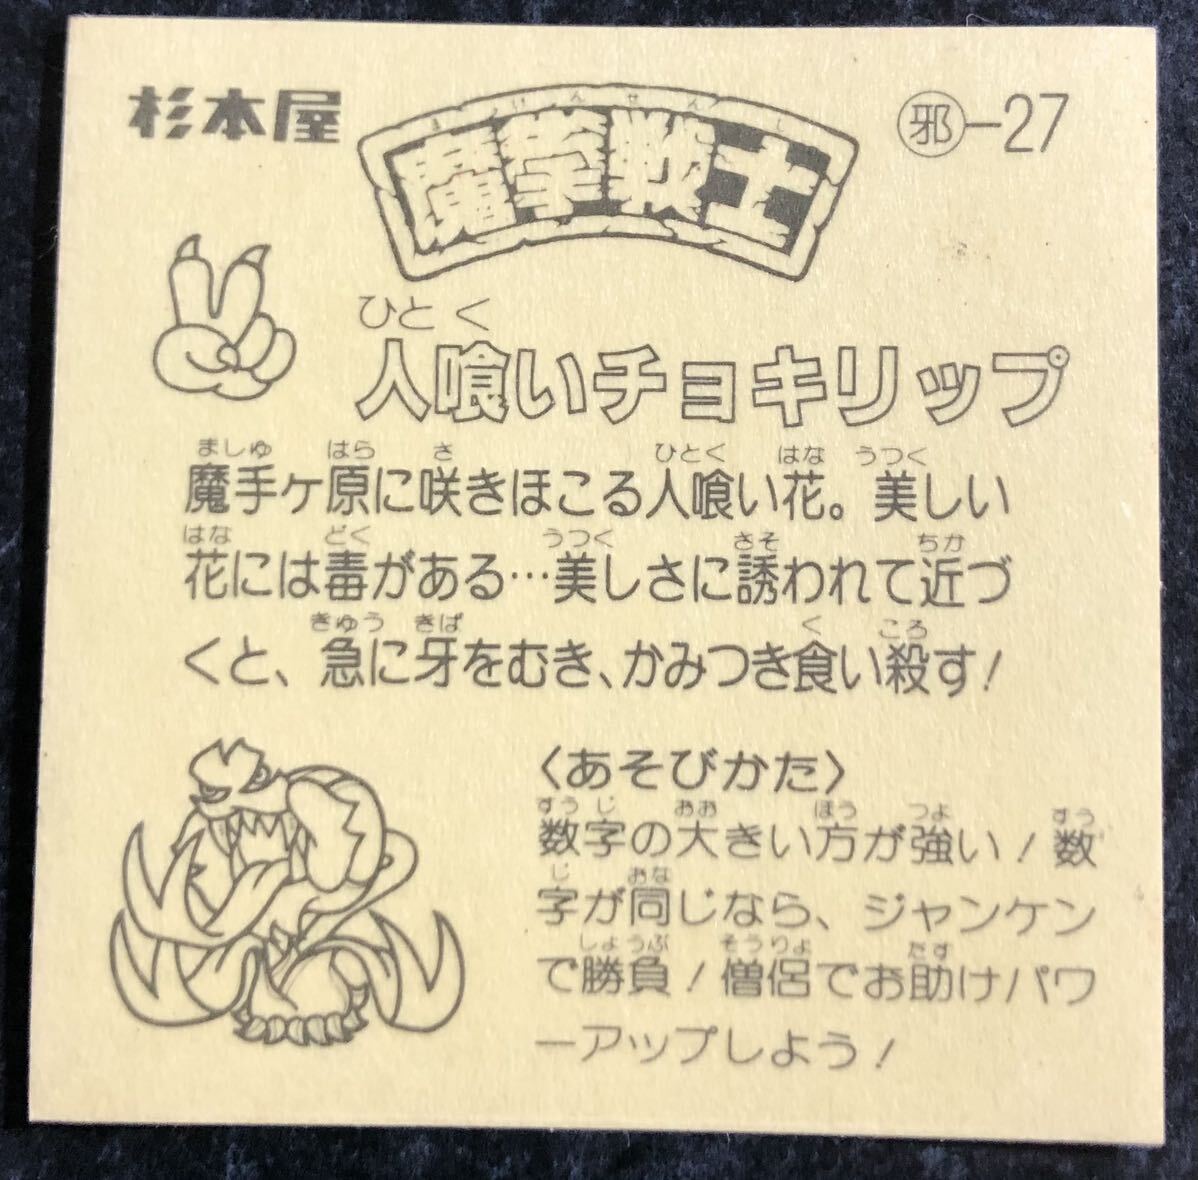 杉本屋
まけんせんし
魔拳戦士
邪-27
ひとく
人喰いチョキリップ
ましゅ はら さ ひとく はな うつく
魔手ヶ原に咲きほこる人喰い花。美しい
はな どく うつく さそ ちか
花には毒がある…美しさに誘われて近づ
きゅう きば く ころ
くと、急に牙をむき、かみつき食い殺す!
〈あそびかた〉
すうじ おお ほう つよ すう
数字の大きい方が強い!数
じ おな
字が同じなら、ジャンケン
しょうぶ そうりょ たす
で勝負!僧侶でお助けパワ
ーアップしよう!